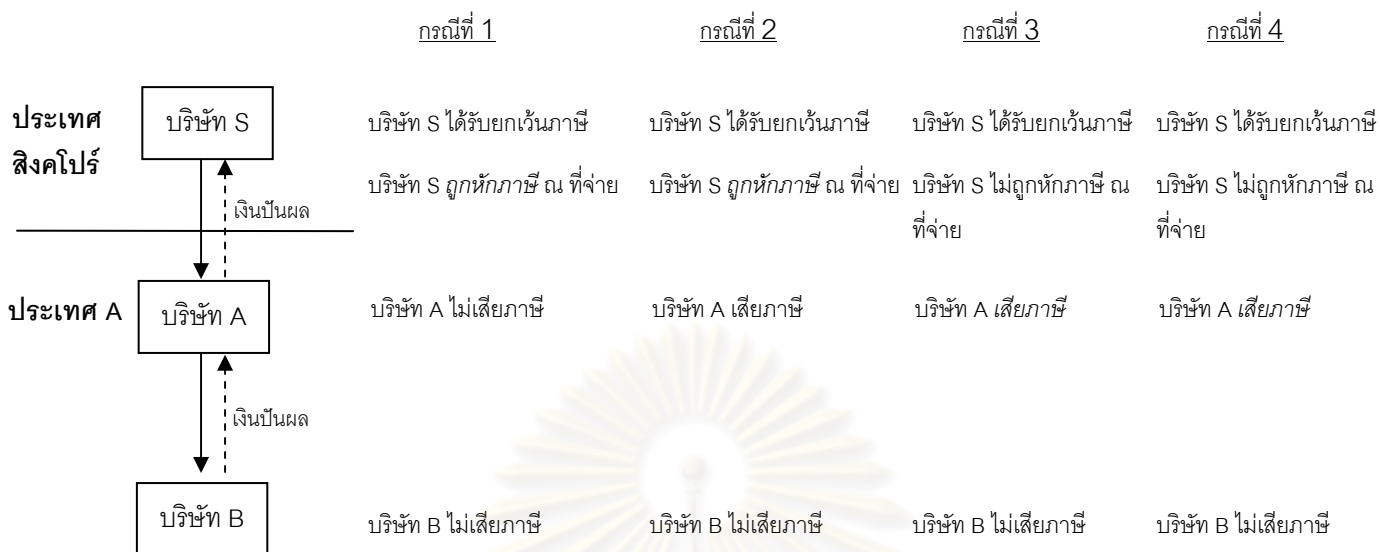 กรณีที่ 1 กรณีที่ 2 กรณีที่ 3 กรณีที่ 4
ประเทศ
สิงคโปร์
บริษัท S
บริษัท S ได้รับยกเว้นภาษี บริษัท S ได้รับยกเว้นภาษี บริษัท S ได้รับยกเว้นภาษี บริษัท S ได้รับยกเว้นภาษี
บริษัท S ถูกหักภาษี ณ ที่จ่าย บริษัท S ถูกหักภาษี ณ ที่จ่าย บริษัท S ไม่ถูกหักภาษี ณ บริษัท S ไม่ถูกหักภาษี ณ
ที่จ่าย ที่จ่าย
เงินปันผล
ประเทศ A บริษัท A บริษัท A ไม่เสียภาษี บริษัท A เสียภาษี บริษัท A เสียภาษี บริษัท A เสียภาษี
เงินปันผล
บริษัท B บริษัท B ไม่เสียภาษี บริษัท B ไม่เสียภาษี บริษัท B ไม่เสียภาษี บริษัท B ไม่เสียภาษี